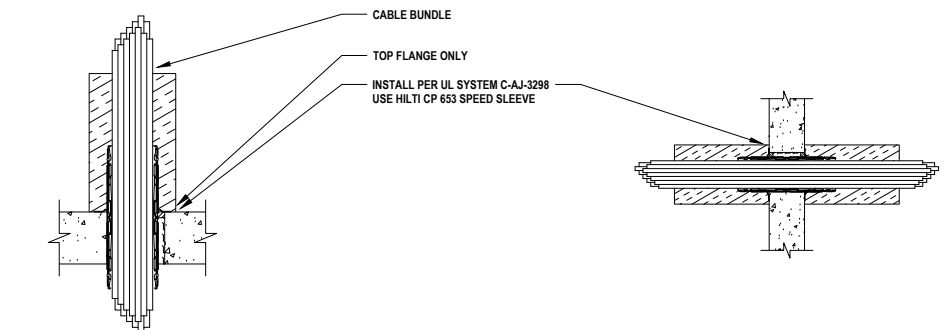 CABLE BUNDLE
TOP FLANGE ONLY
INSTALL PER UL SYSTEM C-AJ-3298
USE HILTI CP 653 SPEED SLEEVE